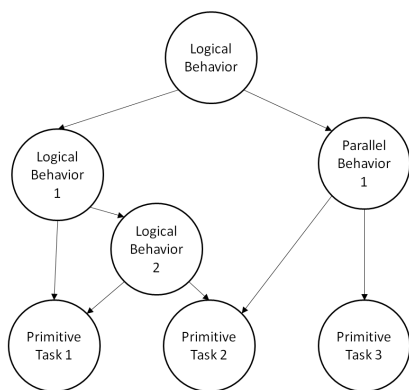 Logical
Behavior
Logical
Behavior
1
Parallel
Behavior
1
Logical
Behavior
2
Primitive
Task 1
Primitive
Task 2
Primitive
Task 3